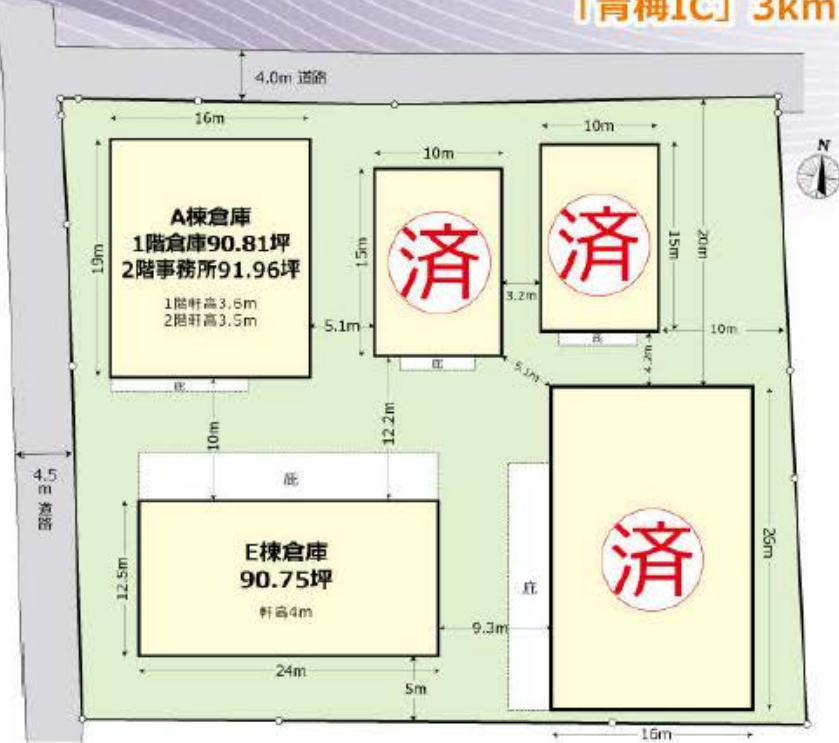 「青梅IC」3km
4.0m 道路
16m
10m
10m
N
A棟倉庫
1階倉庫90.81坪
2階事務所91.96坪
1階軒高3.6m
2階軒高3.5m
19m
15m
済
済
15m
20m
3.2m
5.1m
10m
庇
庇
庇
5.1m
4.2m
10m
12.2m
4.5
m 道路
庇
E棟倉庫
90.75坪
軒高4m
12.5m
庇
済
26m
9.3m
24m
5m
16m